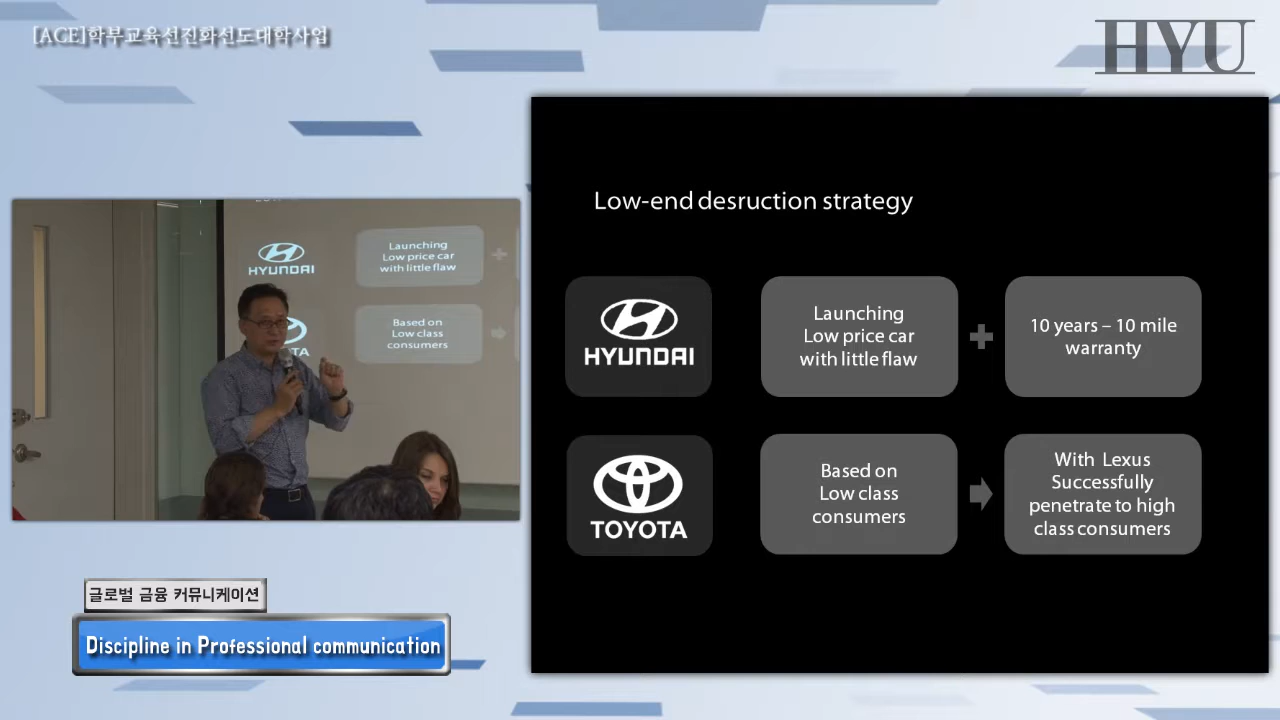 [ACE]학부교육선진화선도대학사업
HYU
Low-end desruction strategy
HYUNDAI
Launching
Low price car
with little flaw
10 years – 10 mile
warranty
TOYOTA
Based on
Low class
consumers
With Lexus
Successfully
penetrate to high
class consumers
HYUNDAI
Launching
Low price car
with little flaw
Based on
Low class
consumers
글로벌 금융 커뮤니케이션
Discipline in Professional communication